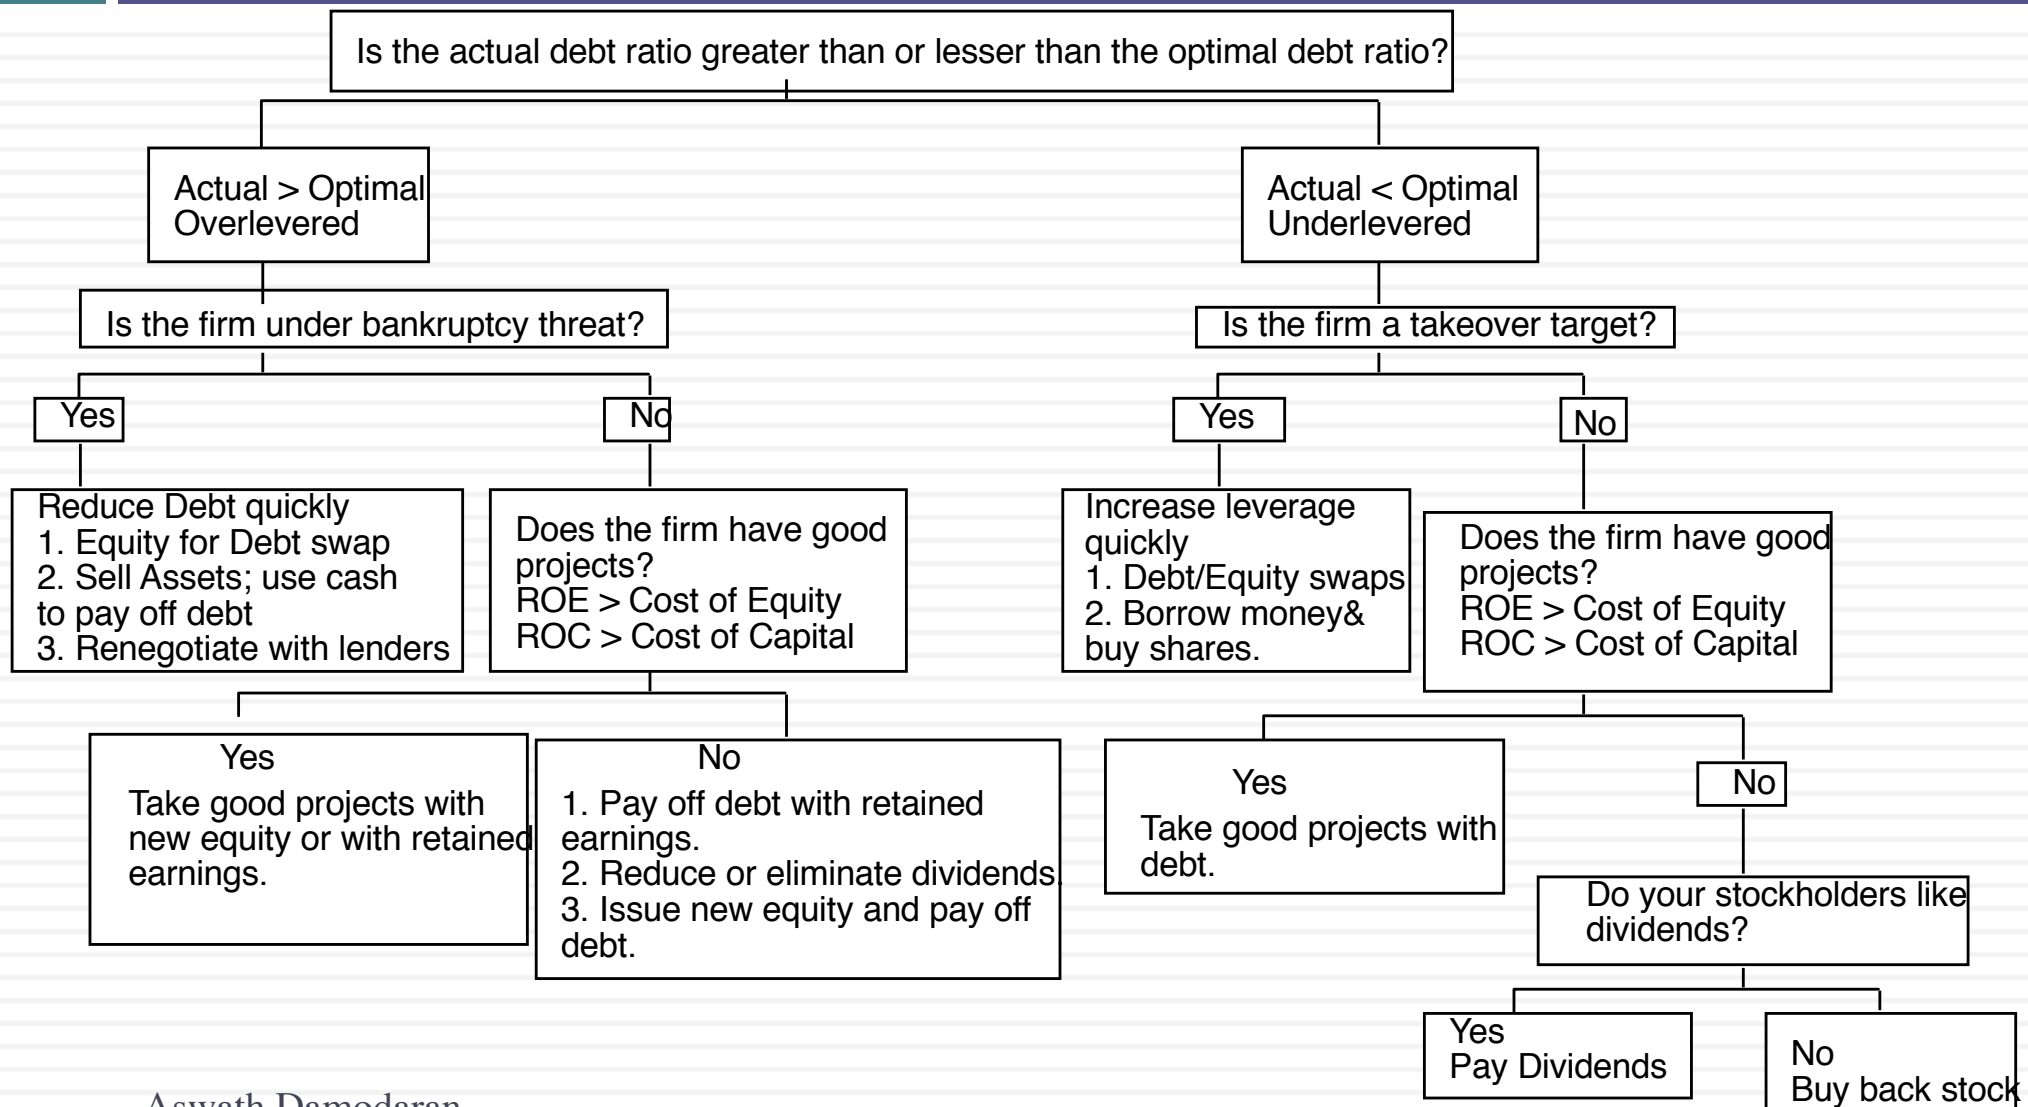 Is the actual debt ratio greater than or lesser than the optimal debt ratio?
Actual > Optimal
Overlevered
Actual < Optimal
Underlevered
Is the firm under bankruptcy threat?
Is the firm a takeover target?
Yes
No
Yes
No
Reduce Debt quickly
1. Equity for Debt swap
2. Sell Assets; use cash
to pay off debt
3. Renegotiate with lenders
Does the firm have good
projects?
ROE > Cost of Equity
ROC > Cost of Capital
Increase leverage
quickly
1. Debt/Equity swaps
2. Borrow money&
buy shares.
Does the firm have good
projects?
ROE > Cost of Equity
ROC > Cost of Capital
Yes
Take good projects with
new equity or with retained
earnings.
No
1. Pay off debt with retained
earnings.
2. Reduce or eliminate dividends.
3. Issue new equity and pay off
debt.
Yes
Take good projects with
debt.
No
Do your stockholders like
dividends?
Yes
Pay Dividends
No
Buy back stock
Aswath Damodaran